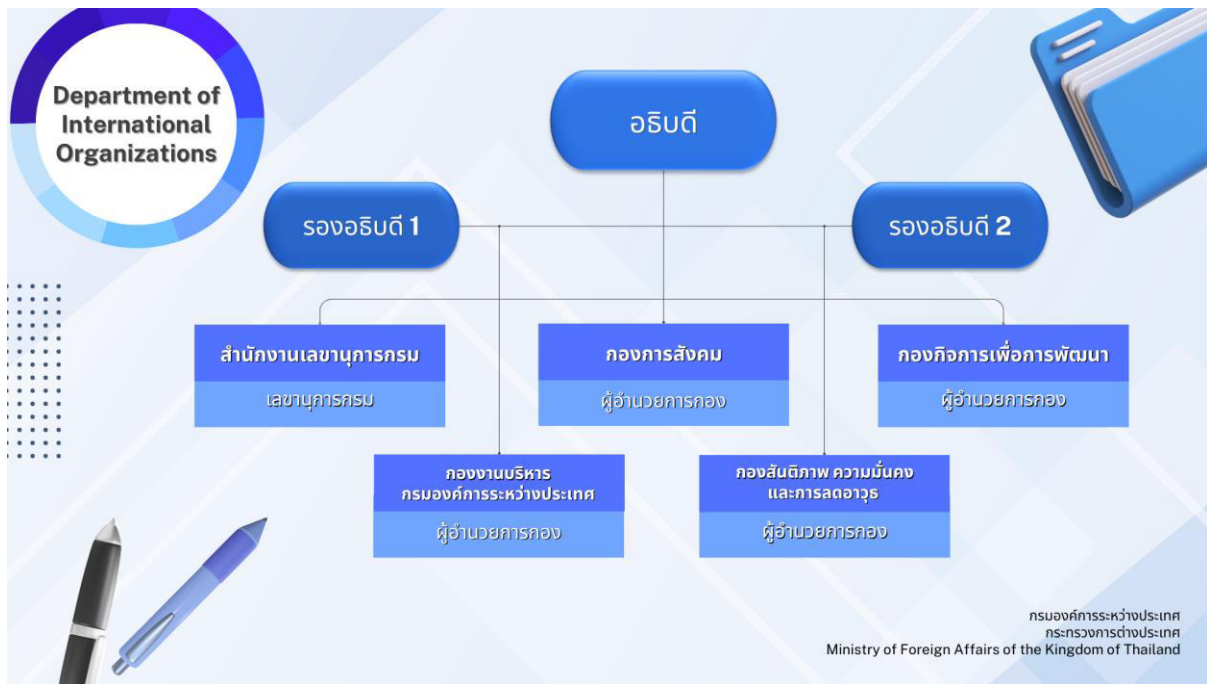 Department of
International
Organizations
อธิบดี
รองอธิบดี 1
รองอธิบดี 2
สำนักงานเลขานุการกรม
เลขานุการกรม
กองการสังคม
ผู้อำนวยการกอง
กองกิจการเพื่อการพัฒนา
ผู้อำนวยการกอง
กองงานบริหาร
กรมองค์การระหว่างประเทศ
ผู้อำนวยการกอง
กองสันติภาพ ความมั่นคง
และการลดอาวุธ
ผู้อำนวยการกอง
กรมองค์การระหว่างประเทศ
กระทรวงการต่างประเทศ
Ministry of Foreign Affairs of the Kingdom of Thailand